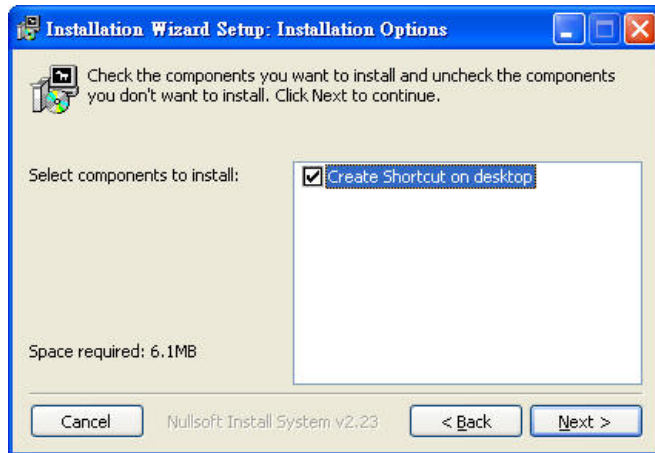 Installation Wizard Setup: Installation Options
Check the components you want to install and uncheck the components
you don't want to install. Click Next to continue.
Select components to install:
Create Shortcut on desktop
Space required: 6.1MB
Cancel
Nullsoft Install System v2.23
< Back
Next >